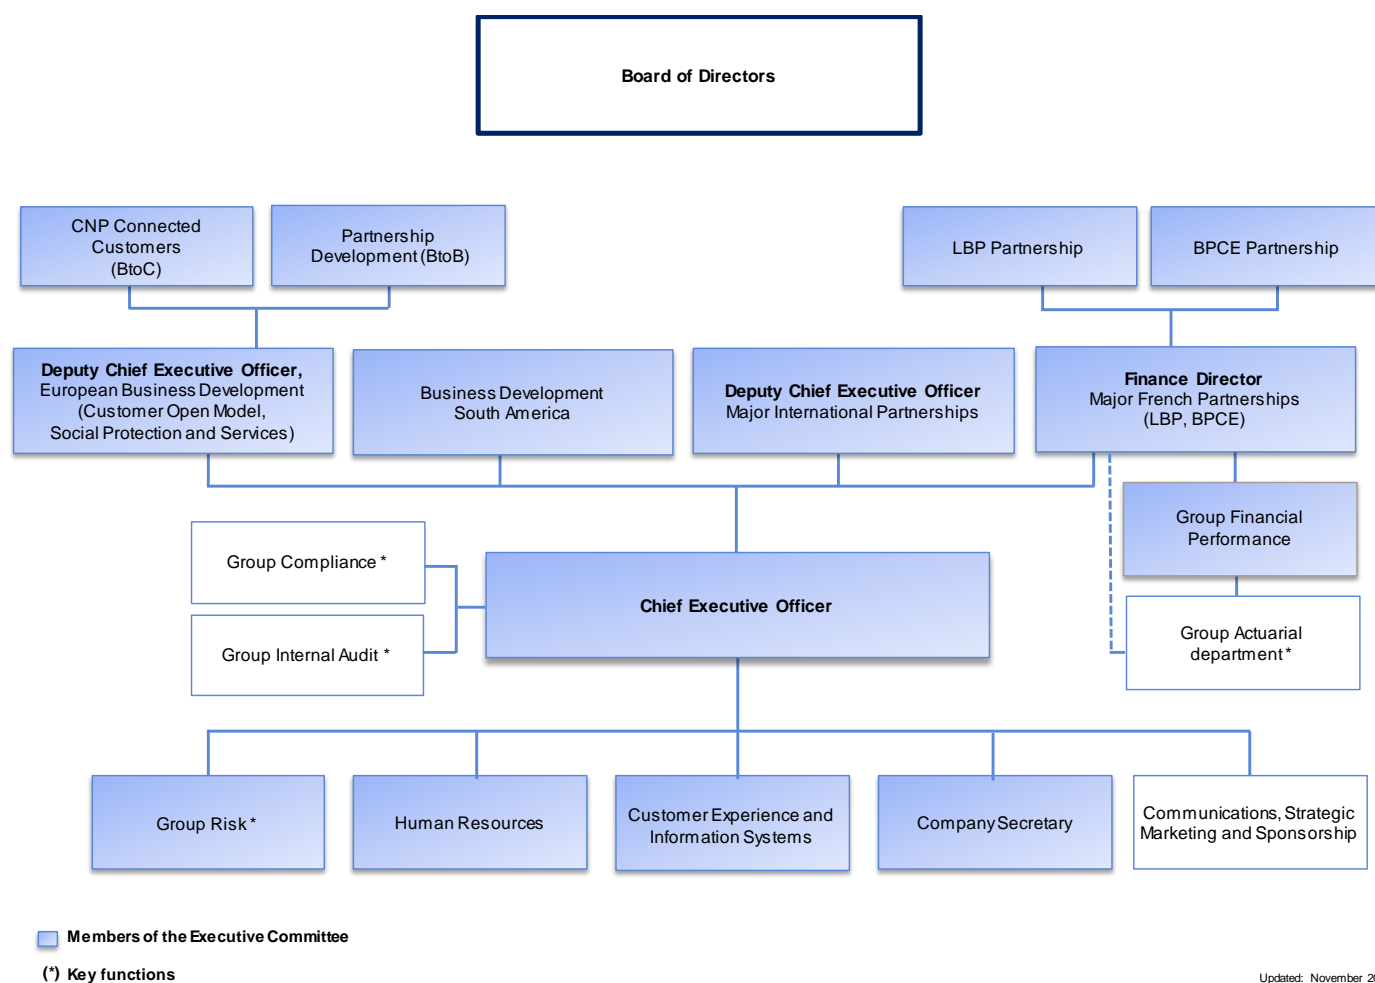 Board of Directors
CNP Connected
Customers
(BtoC)
Partnership
Development (BtoB)
LBP Partnership
BPCE Partnership
Deputy Chief Executive Officer,
European Business Development
(Customer Open Model,
Social Protection and Services)
Business Development
South America
Deputy Chief Executive Officer
Major International Partnerships
Finance Director
Major French Partnerships
(LBP, BPCE)
Group Financial
Performance
Group Compliance *
Chief Executive Officer
Group Internal Audit *
Group Actuarial
department *
Group Risk *
Human Resources
Customer Experience and
Information Systems
Company Secretary
Communications, Strategic
Marketing and Sponsorship
Members of the Executive Committee
(*) Key functions
Updated: November